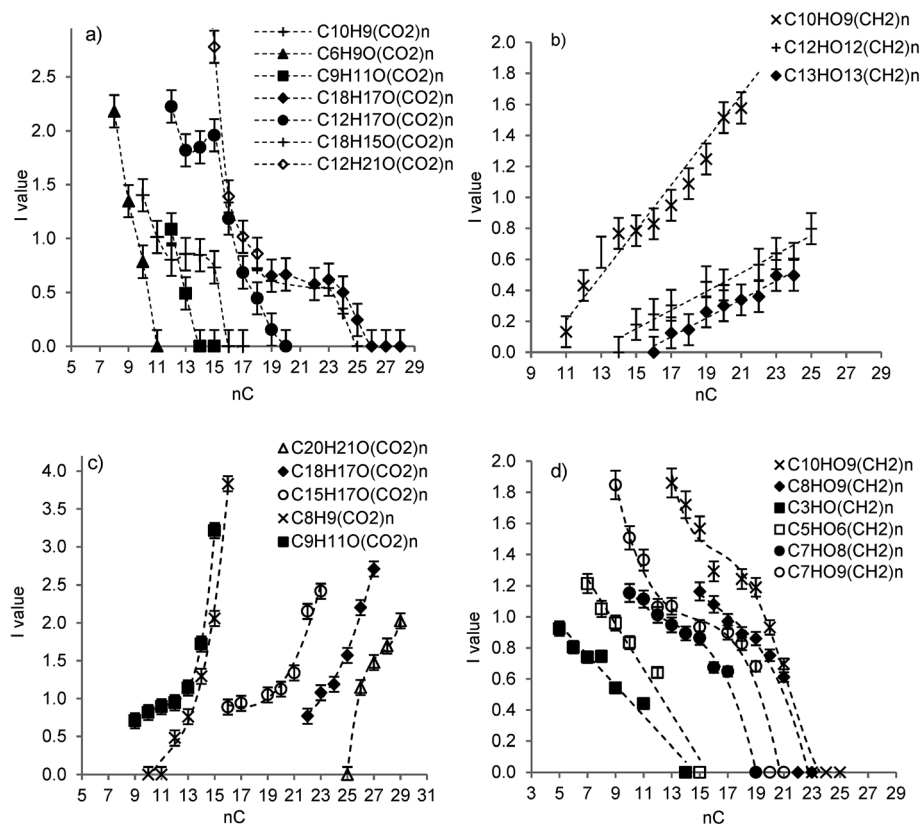 a)
C10H9(CO2)n
C6H9O(CO2)n
C9H11O(CO2)n
C18H17O(CO2)n
C12H17O(CO2)n
C18H15O(CO2)n
C12H21O(CO2)n
I value
2.5
2.0
1.5
1.0
0.5
0.0
7 9 11 13 15 17 19 21 23 25 27 29
nC
b)
C10HO9(CH2)n
C12HO12(CH2)n
C13HO13(CH2)n
I value
2.0
1.8
1.6
1.4
1.2
1.0
0.8
0.6
0.4
0.2
0.0
9 11 13 15 17 19 21 23 25 27 29
nC
c)
C20H21O(CO2)n
C18H17O(CO2)n
C15H17O(CO2)n
C8H9(CO2)n
C9H11O(CO2)n
I value
4.0
3.5
3.0
2.5
2.0
1.5
1.0
0.5
0.0
5 7 9 11 13 15 17 19 21 23 25 27 29 31
nC
d)
C10HO9(CH2)n
C8HO9(CH2)n
C3HO(CH2)n
C5HO6(CH2)n
C7HO8(CH2)n
C7HO9(CH2)n
I value
2.0
1.8
1.6
1.4
1.2
1.0
0.8
0.6
0.4
0.2
0.0
3 5 7 9 11 13 15 17 19 21 23 25 27 29
nC